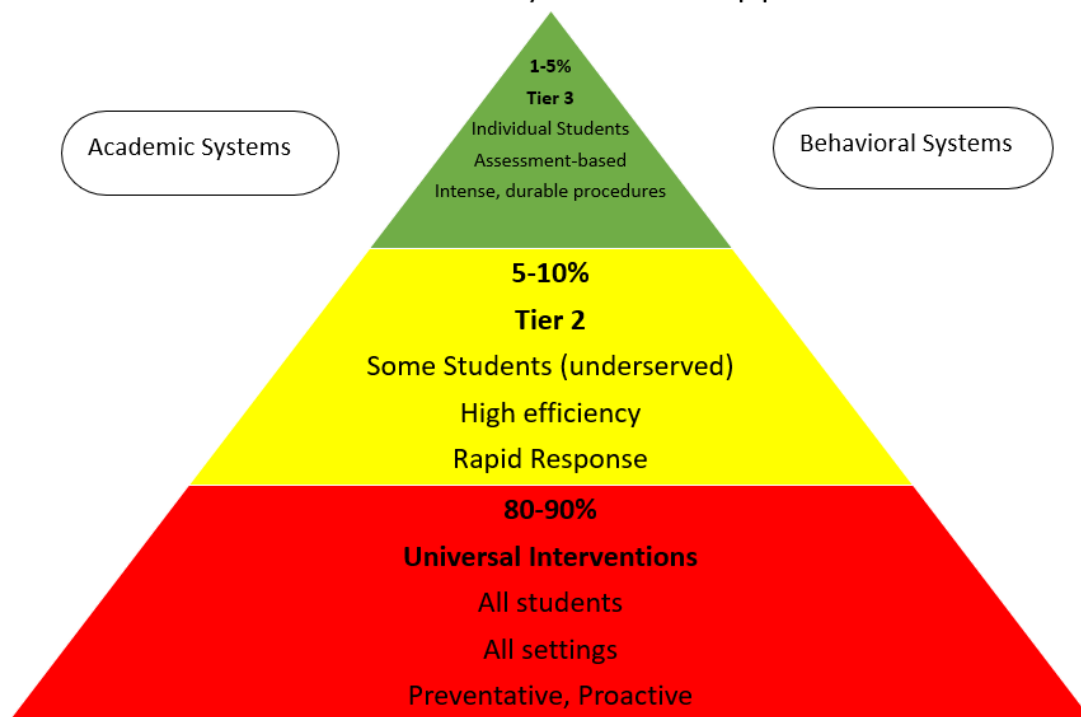 1-5%
Tier 3
Individual Students
Assessment-based
Intense, durable procedures
Academic Systems
Behavioral Systems
5-10%
Tier 2
Some Students (underserved)
High efficiency
Rapid Response
80-90%
Universal Interventions
All students
All settings
Preventative, Proactive